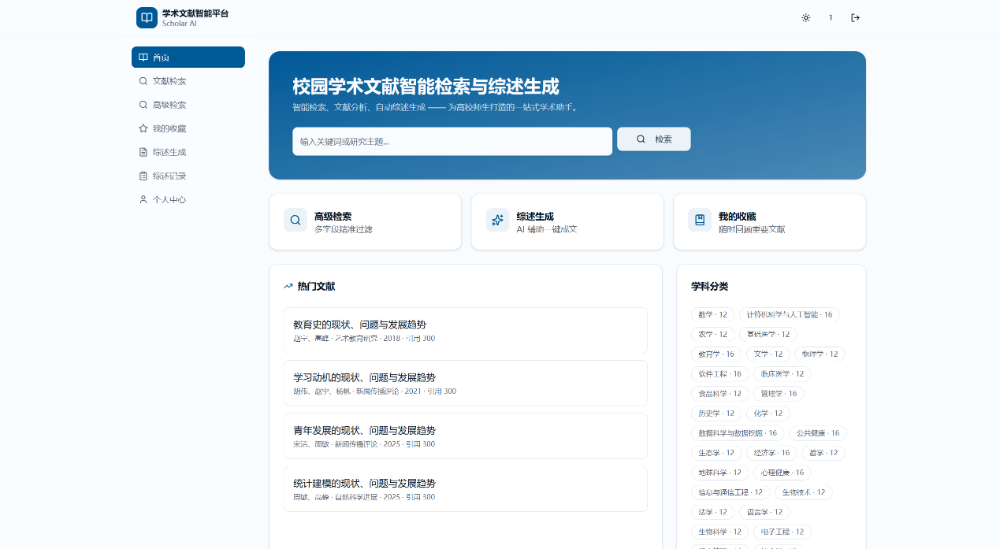 学术文献智能平台
Scholar AI
1
首页
文献检索
高级检索
我的收藏
综述生成
综述记录
个人中心
校园学术文献智能检索与综述生成
智能检索、文献分析、自动综述生成 —— 为高校师生打造的一站式学术助手。
输入关键词或研究主题...
检索
高级检索
多字段精准过滤
综述生成
AI 辅助一键成文
我的收藏
随时回顾重要文献
热门文献
教育史的现状、问题与发展趋势
赵宁、高峰 · 艺术教育研究 · 2018 · 引用 300
学习动机的现状、问题与发展趋势
胡伟、赵宁、杨帆 · 新闻传播评论 · 2021 · 引用 300
青年发展的现状、问题与发展趋势
宋洁、周敏 · 新闻传播评论 · 2025 · 引用 300
统计建模的现状、问题与发展趋势
周敏、高峰 · 自然科学进展 · 2025 · 引用 300
学科分类
数学 · 12
计算机科学与人工智能 · 16
农学 · 12
基础医学 · 12
教育学 · 16
文学 · 12
物理学 · 12
软件工程 · 16
临床医学 · 12
食品科学 · 12
管理学 · 16
历史学 · 12
化学 · 12
数据科学与数据挖掘 · 16
公共健康 · 16
生态学 · 12
经济学 · 16
哲学 · 12
地球科学 · 12
心理健康 · 16
信息与通信工程 · 12
生物技术 · 12
法学 · 12
语言学 · 12
生物科学 · 12
电子工程 · 12